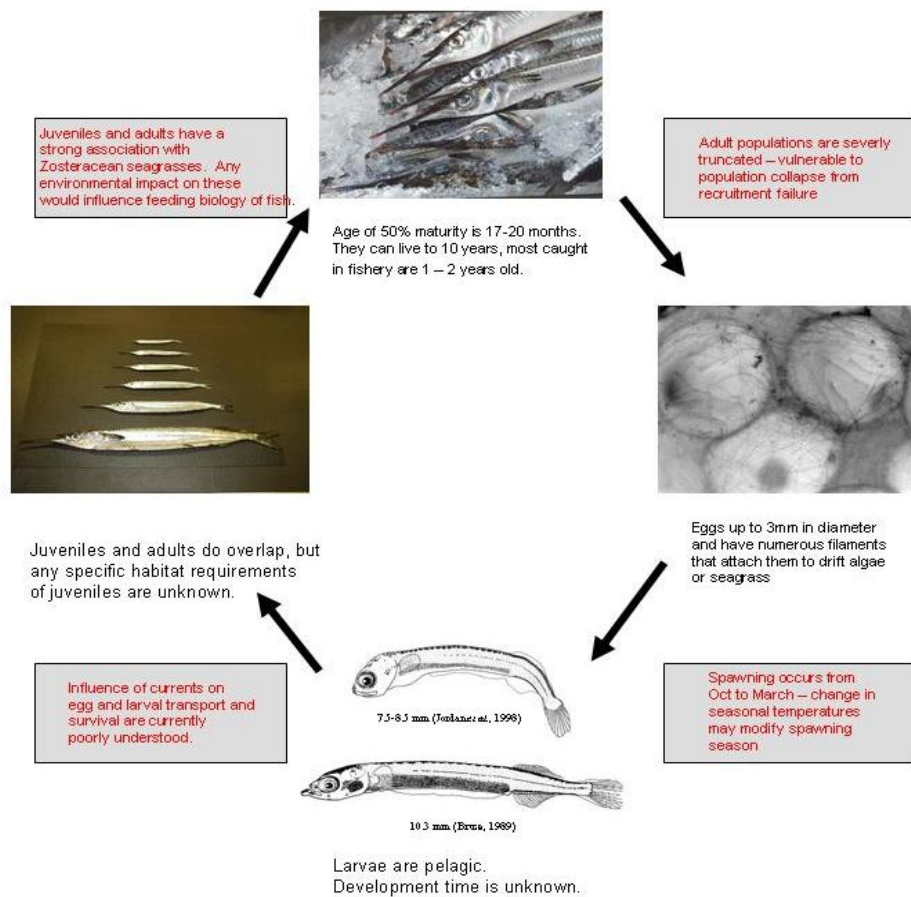 Juveniles and adults have a
strong association with
Zosteracean seagrasses. Any
environmental impact on these
would influence feeding biology of fish.
Adult populations are severly
truncated – vulnerable to
population collapse from
recruitment failure
Age of 50% maturity is 17-20 months.
They can live to 10 years, most caught
in fishery are 1 – 2 years old.
Eggs up to 3mm in diameter
and have numerous filaments
that attach them to drift algae
or seagrass
Juveniles and adults do overlap, but
any specific habitat requirements
of juveniles are unknown.
Influence of currents on
egg and larval transport and
survival are currently
poorly understood.
Spawning occurs from
Oct to March – change in
seasonal temperatures
may modify spawning
season
7.5-8.5 mm (et al, 1998)
10.3 mm (1989)
Larvae are pelagic.
Development time is unknown.